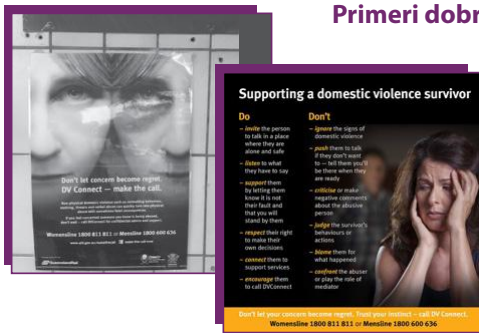 Primeri dobr
Don't let concern become regret.
DV Connect — make the call.
Womensline 1800 811 811 or Mensline 1800 600 636
Supporting a domestic violence survivor
Do
– invite the person
to talk in a place
where they are
alone and safe
– listen to what
they have to say
– support them
by letting them
know it is not
their fault and
that you will
stand by them
– respect their right
to make their
own decisions
– connect them to
support services
– encourage them
to call DVConnect
Don't
– ignore the signs of
domestic violence
– push them to talk
if they don't want
to – tell them you'll
be there when they
are ready
– criticise or make
negative comments
about the abusive
person
– judge the survivor's
behaviours or
actions
– blame them for
what happened
– confront the abuser
or play the role of
mediator
Don't let your concern become regret. Trust your instinct – call DV Connect.
Womensline 1800 811 811 or Mensline 1800 600 636